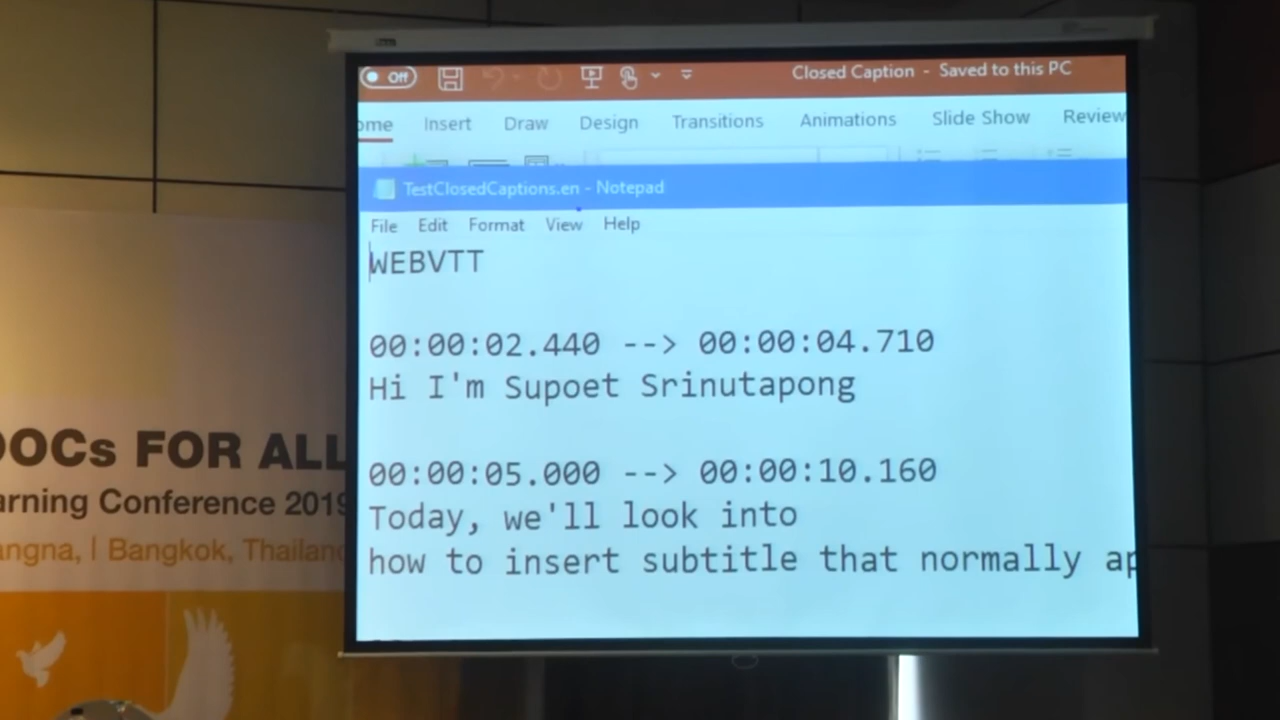 Off
Closed Caption - Saved to this PC
Home Insert Draw Design Transitions Animations Slide Show Review
TestClosedCaptions.en - Notepad
File Edit Format View Help
WEBVTT
00:00:02.440 --> 00:00:04.710
Hi I'm Supoet Srinutapong
00:00:05.000 --> 00:00:10.160
Today, we'll look into
how to insert subtitle that normally ap
OOCs FOR ALL
arning Conference 2019
angna, | Bangkok, Thailand